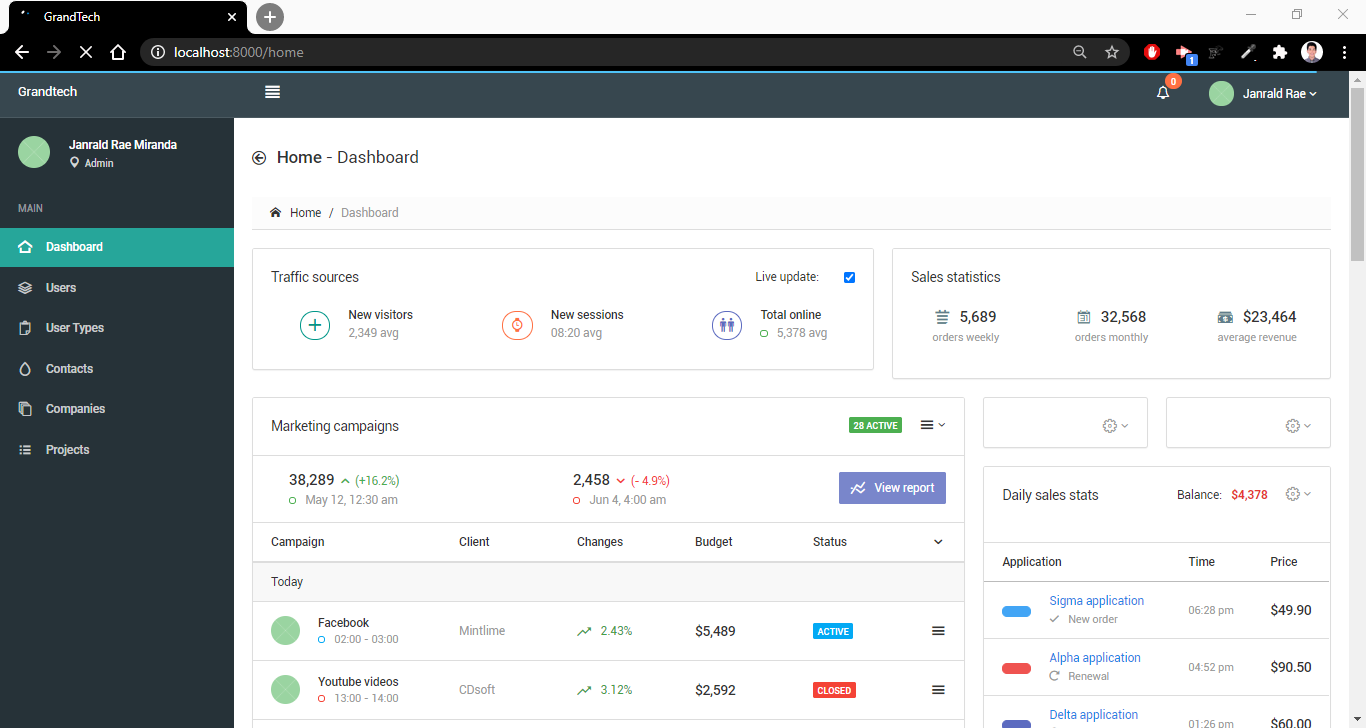 GrandTech
localhost:8000/home
1
Grandtech
0
Janrald Rae
Janrald Rae Miranda
Admin
MAIN
Dashboard
Users
User Types
Contacts
Companies
Projects
Home - Dashboard
Home / Dashboard
Traffic sources
Live update:
New visitors
2,349 avg
New sessions
08:20 avg
Total online
5,378 avg
Sales statistics
5,689
orders weekly
32,568
orders monthly
$23,464
average revenue
Marketing campaigns
28 ACTIVE
38,289 (+16.2%)
May 12, 12:30 am
2,458 (- 4.9%)
Jun 4, 4:00 am
View report
Campaign Client Changes Budget Status
Today
Facebook
02:00 - 03:00
Mintlime 2.43% $5,489 ACTIVE
Youtube videos
13:00 - 14:00
CDsoft 3.12% $2,592 CLOSED
Daily sales stats
Balance: $4,378
Application Time Price
Sigma application
New order
06:28 pm $49.90
Alpha application
Renewal
04:52 pm $90.50
Delta application
01:26 pm $60.00